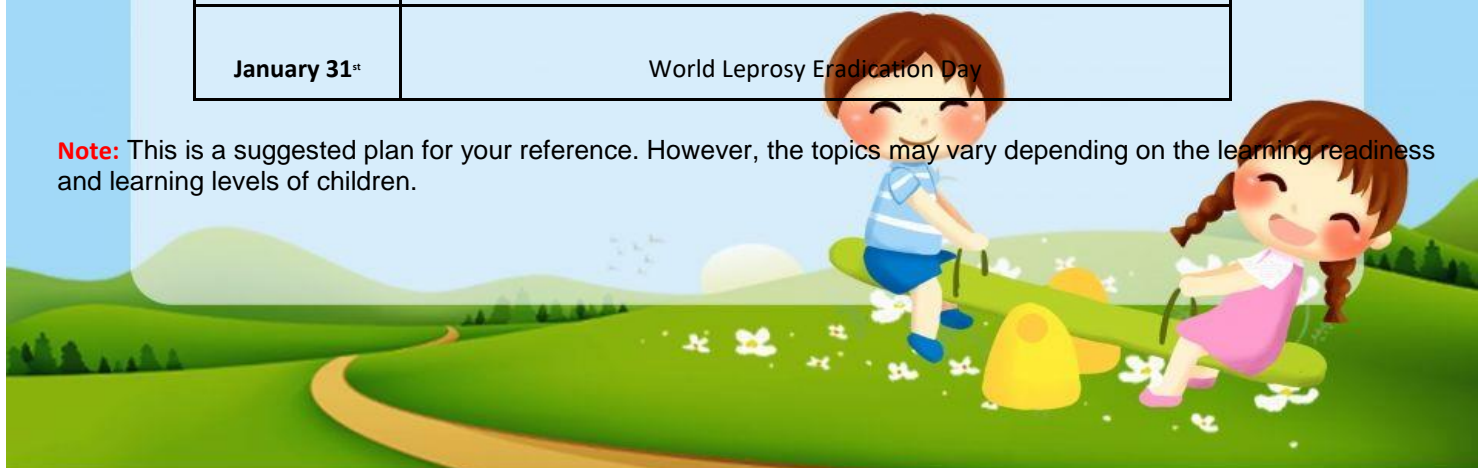 January 31st World Leprosy Eradication Day
Note: This is a suggested plan for your reference. However, the topics may vary depending on the learning readiness
and learning levels of children.